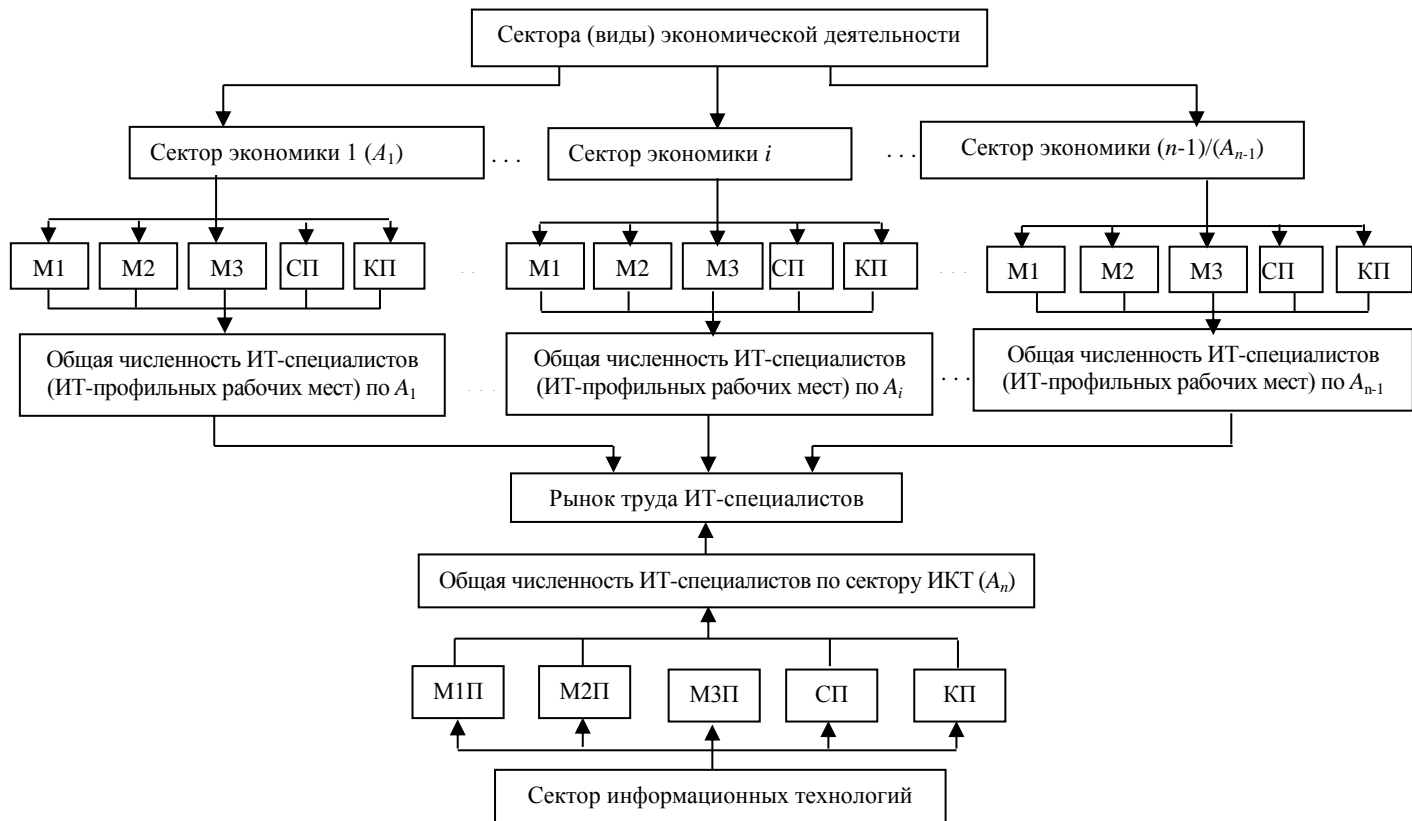 Сектора (виды) экономической деятельности
Сектор экономики 1 (A₁)
. . .
Сектор экономики i
. . .
Сектор экономики (n-1)/(Aₙ₋₁)
М1 М2 М3 СП КП
. . .
М1 М2 М3 СП КП
. . .
М1 М2 М3 СП КП
Общая численность ИТ-специалистов
(ИТ-профильных рабочих мест) по A₁
. . .
Общая численность ИТ-специалистов
(ИТ-профильных рабочих мест) по Aᵢ
. . .
Общая численность ИТ-специалистов
(ИТ-профильных рабочих мест) по Aₙ₋₁
Рынок труда ИТ-специалистов
Общая численность ИТ-специалистов по сектору ИКТ (Aₙ)
М1П М2П М3П СП КП
Сектор информационных технологий